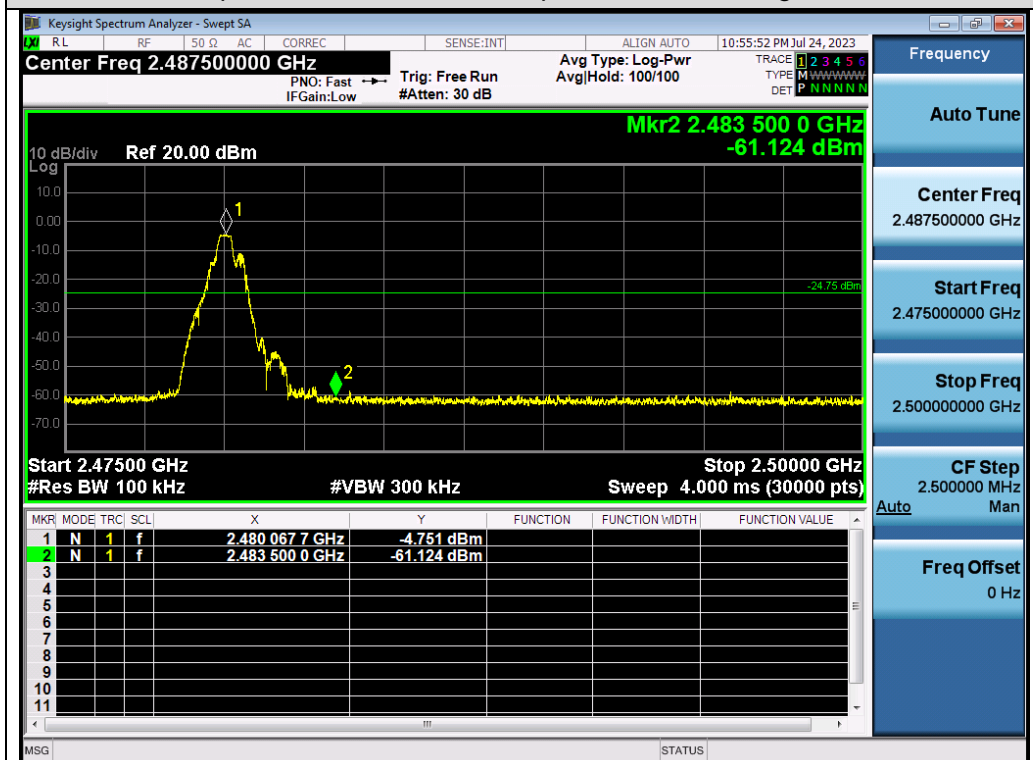 Keysight Spectrum Analyzer - Swept SA
LXI RL RF 50 Ω AC CORREC SENSE:INT ALIGN AUTO 10:55:52 PM Jul 24, 2023
Center Freq 2.487500000 GHz
PNO: Fast
IFGain:Low
Trig: Free Run
#Atten: 30 dB
Avg Type: Log-Pwr
Avg|Hold: 100/100
TRACE 1 2 3 4 5 6
TYPE M WWWWW
DET P N N N N N
Mkr2 2.483 500 0 GHz
-61.124 dBm
10 dB/div Ref 20.00 dBm
Log
10.0
0.00
-10.0
-20.0
-30.0
-40.0
-50.0
-60.0
-70.0
1
2
-24.75 dBm
Start 2.47500 GHz Stop 2.50000 GHz
#Res BW 100 kHz #VBW 300 kHz Sweep 4.000 ms (30000 pts)
MKR MODE TRC SCL X Y FUNCTION FUNCTION WIDTH FUNCTION VALUE
1 N 1 f 2.480 067 7 GHz -4.751 dBm
2 N 1 f 2.483 500 0 GHz -61.124 dBm
3
4
5
6
7
8
9
10
11
MSG STATUS
Frequency
Auto Tune
Center Freq
2.487500000 GHz
Start Freq
2.475000000 GHz
Stop Freq
2.500000000 GHz
CF Step
2.500000 MHz
Auto Man
Freq Offset
0 Hz